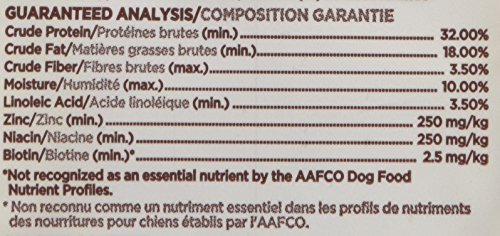 GUARANTEED ANALYSIS/COMPOSITION GARANTIE
Crude Protein/Protéines brutes (min.) 32.00%
Crude Fat/Matières grasses brutes (min.) 18.00%
Crude Fiber/Fibres brutes (max.) 3.50%
Moisture/Humidité (max.) 10.00%
Linoleic Acid/Acide linoléique (min.) 3.50%
Zinc/Zinc (min.) 250 mg/kg
Niacin/Niacine (min.) 250 mg/kg
Biotin/Biotine (min.)* 2.5 mg/kg
*Not recognized as an essential nutrient by the AAFCO Dog Food
Nutrient Profiles.
* Non reconnu comme un nutriment essentiel dans les profils de nutriments
des nourritures pour chiens établis par l'AAFCO.